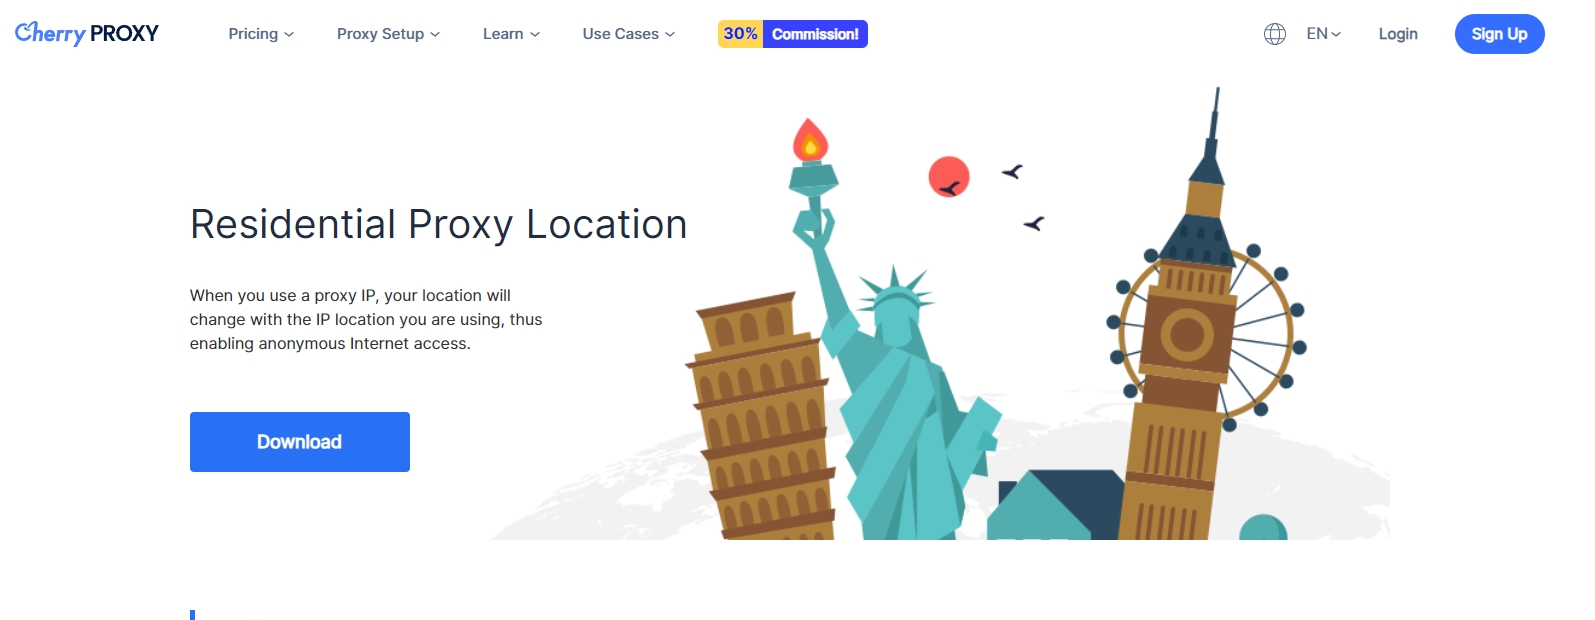 Cherry PROXY
Pricing
Proxy Setup
Learn
Use Cases
30% Commission!
EN
Login
Sign Up
Residential Proxy Location
When you use a proxy IP, your location will
change with the IP location you are using, thus
enabling anonymous Internet access.
Download